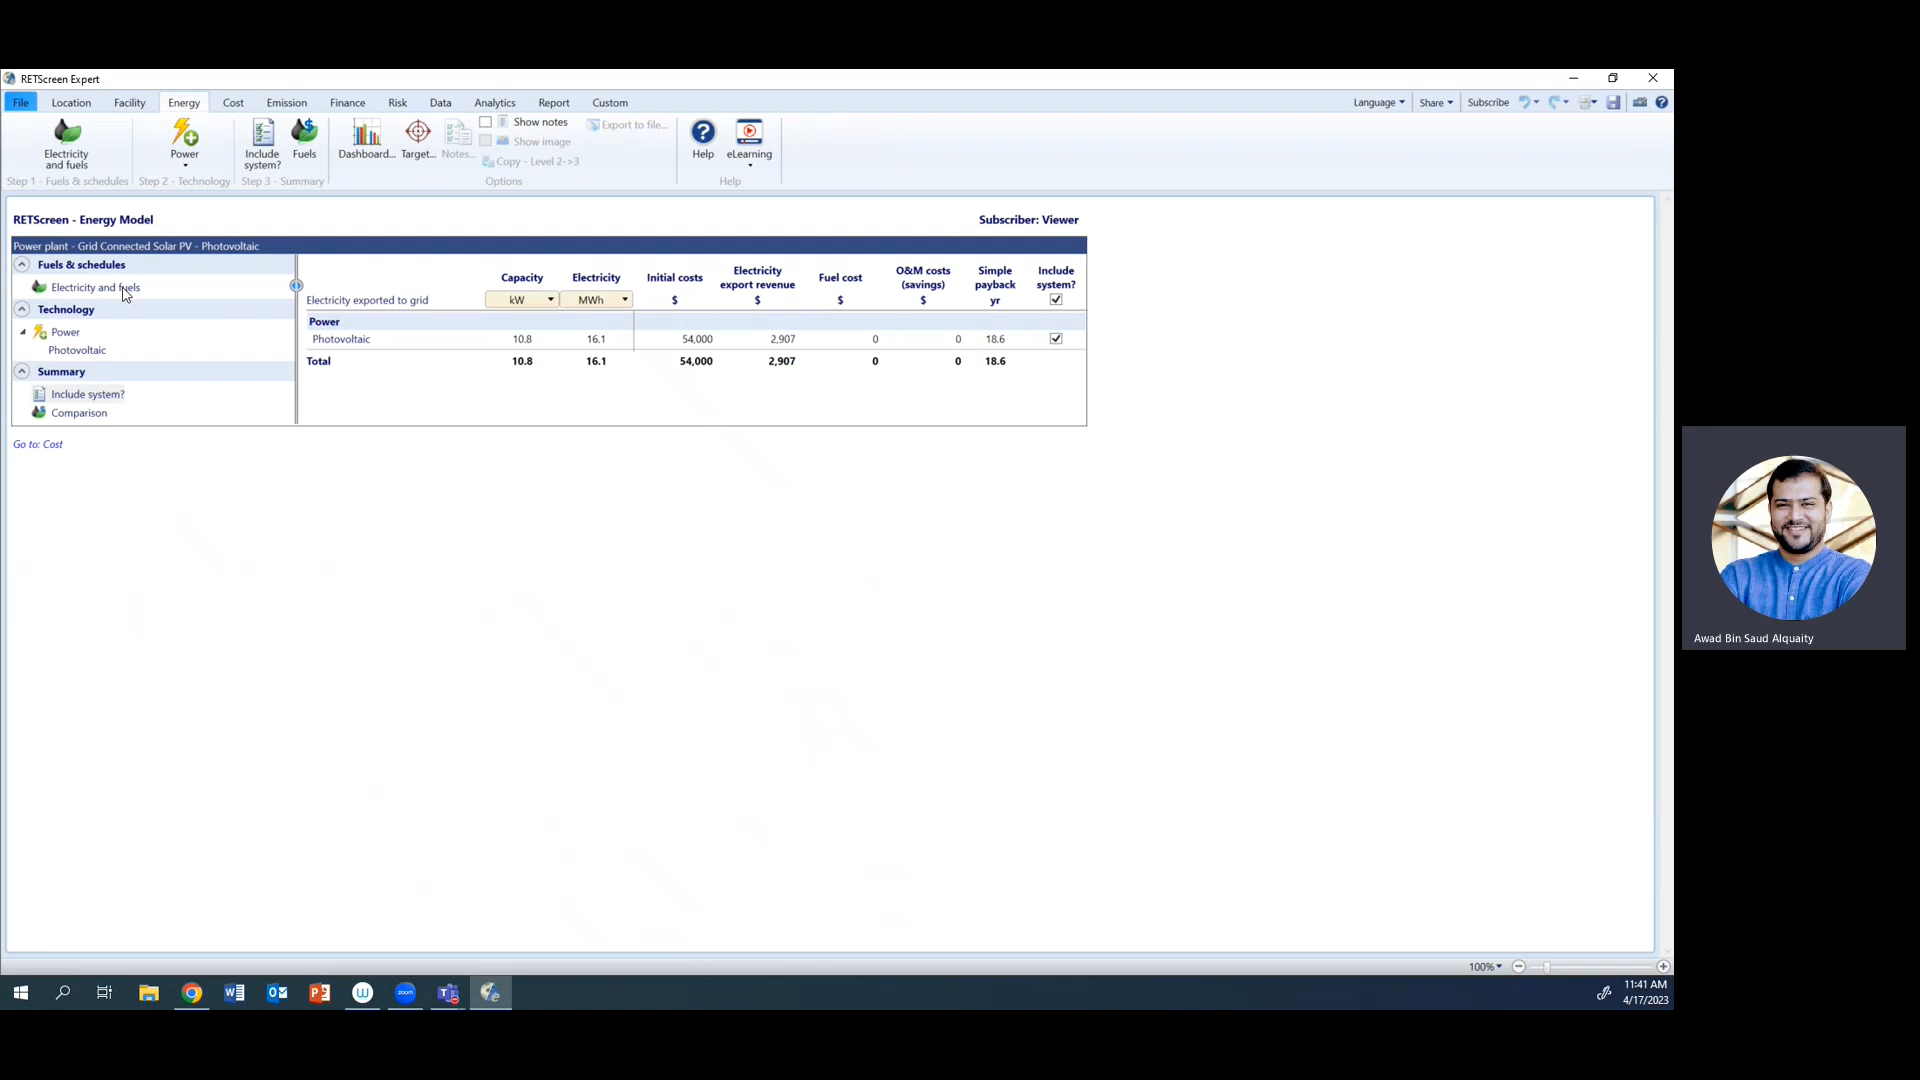 RETScreen Expert
File Location Facility Energy Cost Emission Finance Risk Data Analytics Report Custom Language Share Subscribe
Electricity and fuels
Step 1 - Fuels & schedules
Power
Step 2 - Technology
Include system?
Fuels
Step 3 - Summary
Dashboard...
Target...
Notes...
Show notes
Show image
Copy - Level 2->3
Export to file...
Options
Help
eLearning
Help
RETScreen - Energy Model
Subscriber: Viewer
Power plant - Grid Connected Solar PV - Photovoltaic
Fuels & schedules
Electricity and fuels
Technology
Power
Photovoltaic
Summary
Include system?
Comparison
Capacity Electricity Initial costs Electricity export revenue Fuel cost O&M costs (savings) Simple payback Include system?
Electricity exported to grid kW MWh $ $ $ $ yr
Power
Photovoltaic 10.8 16.1 54,000 2,907 0 0 18.6
Total 10.8 16.1 54,000 2,907 0 0 18.6
Go to: Cost
100%
Awad Bin Saud Alquaity
zoom
11:41 AM
4/17/2023